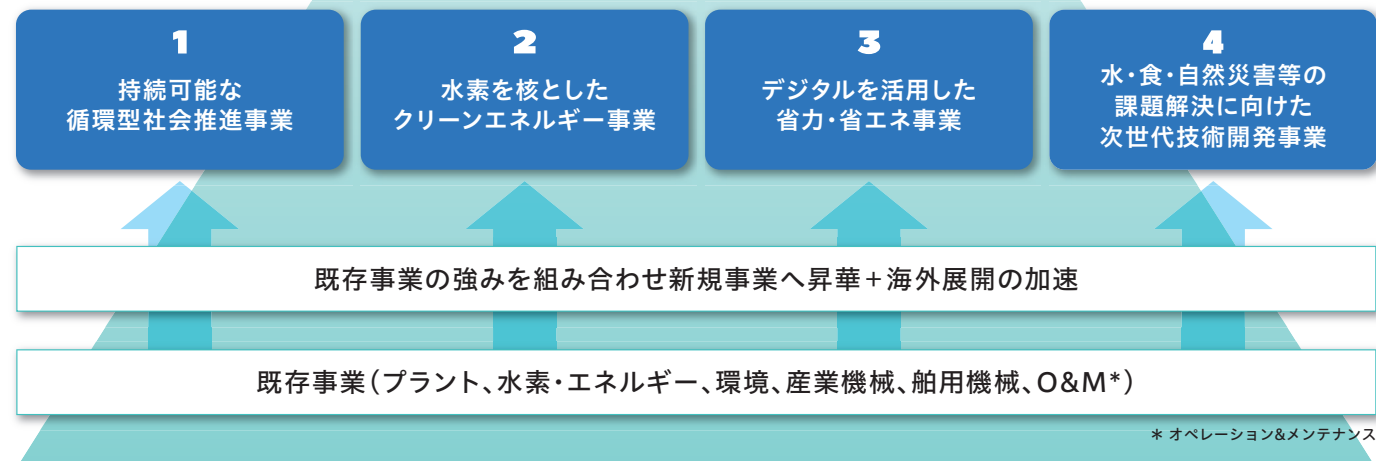 1
持続可能な
循環型社会推進事業
2
水素を核とした
クリーンエネルギー事業
3
デジタルを活用した
省力・省エネ事業
4
水・食・自然災害等の
課題解決に向けた
次世代技術開発事業
既存事業の強みを組み合わせ新規事業へ昇華+海外展開の加速
既存事業(プラント、水素・エネルギー、環境、産業機械、舶用機械、O&M*)
* オペレーション&メンテナンス